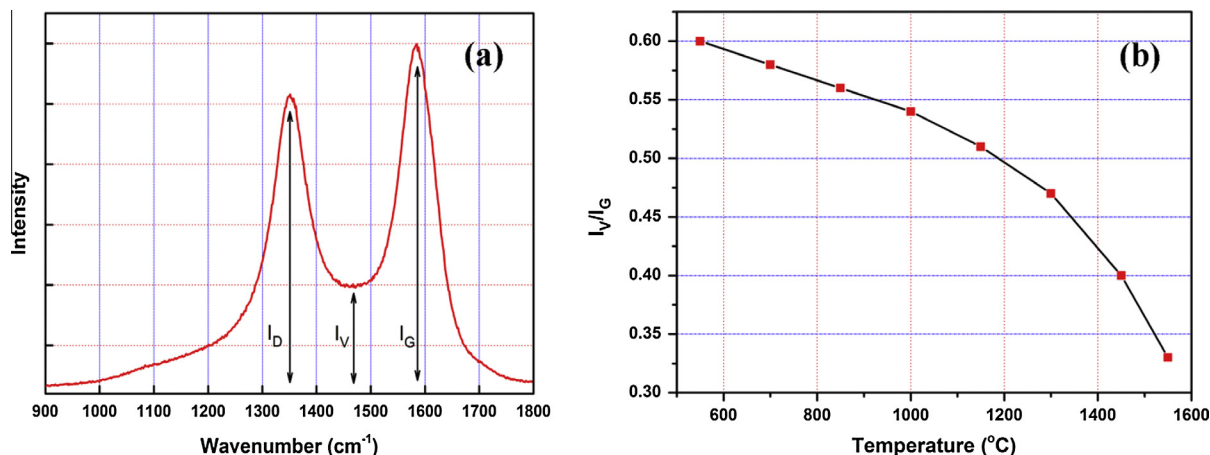 (a)
Intensity
I_D
I_V
I_G
900 1000 1100 1200 1300 1400 1500 1600 1700 1800
Wavenumber (cm⁻¹)
(b)
I_V/I_G
0.60
0.55
0.50
0.45
0.40
0.35
0.30
600 800 1000 1200 1400 1600
Temperature (°C)